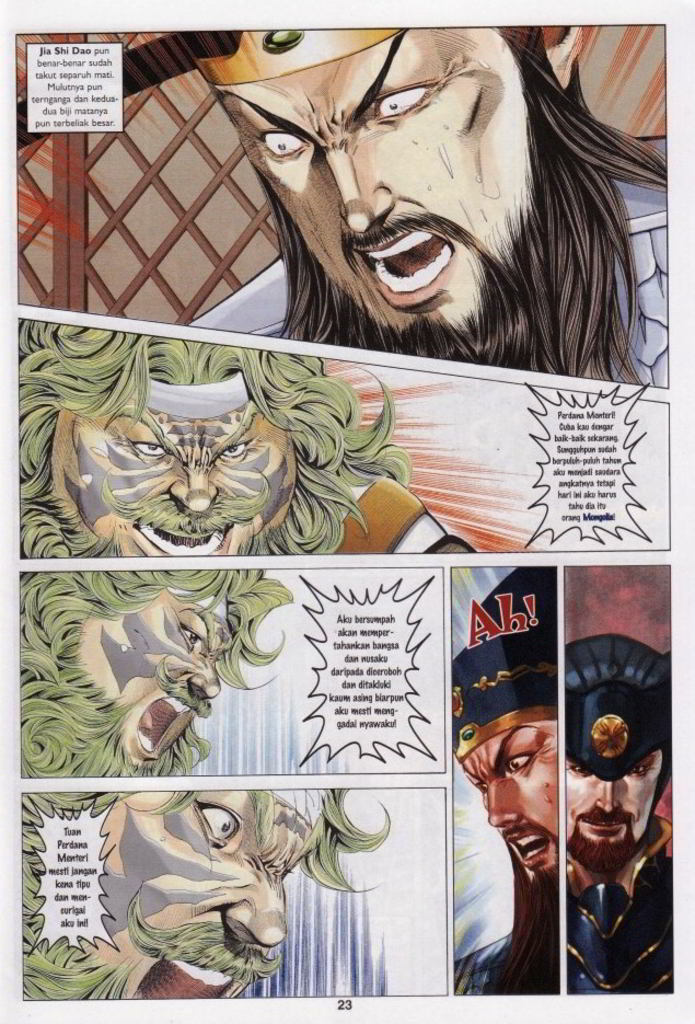 Jia Shi Dao pun
benar-benar sudah
takut separuh mati.
Mulutnya pun
ternganga dan kedua-
dua biji matanya
pun terbeliak besar.
Perdana Menteri!
Cuba kau dengar
baik-baik sekarang.
Sungguhpun sudah
berpuluh-puluh tahun
aku menjadi saudara
angkatnya tetapi
hari ini aku harus
tahu dia itu
orang Mongolia!
Aku bersumpah
akan memper-
tahankan bangsa
dan nusaku
daripada diceroboh
dan ditakluki
kaum asing biarpun
aku mesti meng-
gadai nyawaku!
Ah!
Tuan
Perdana
Menteri
mesti jangan
kena tipu
dan men-
curigai
aku ini!
23